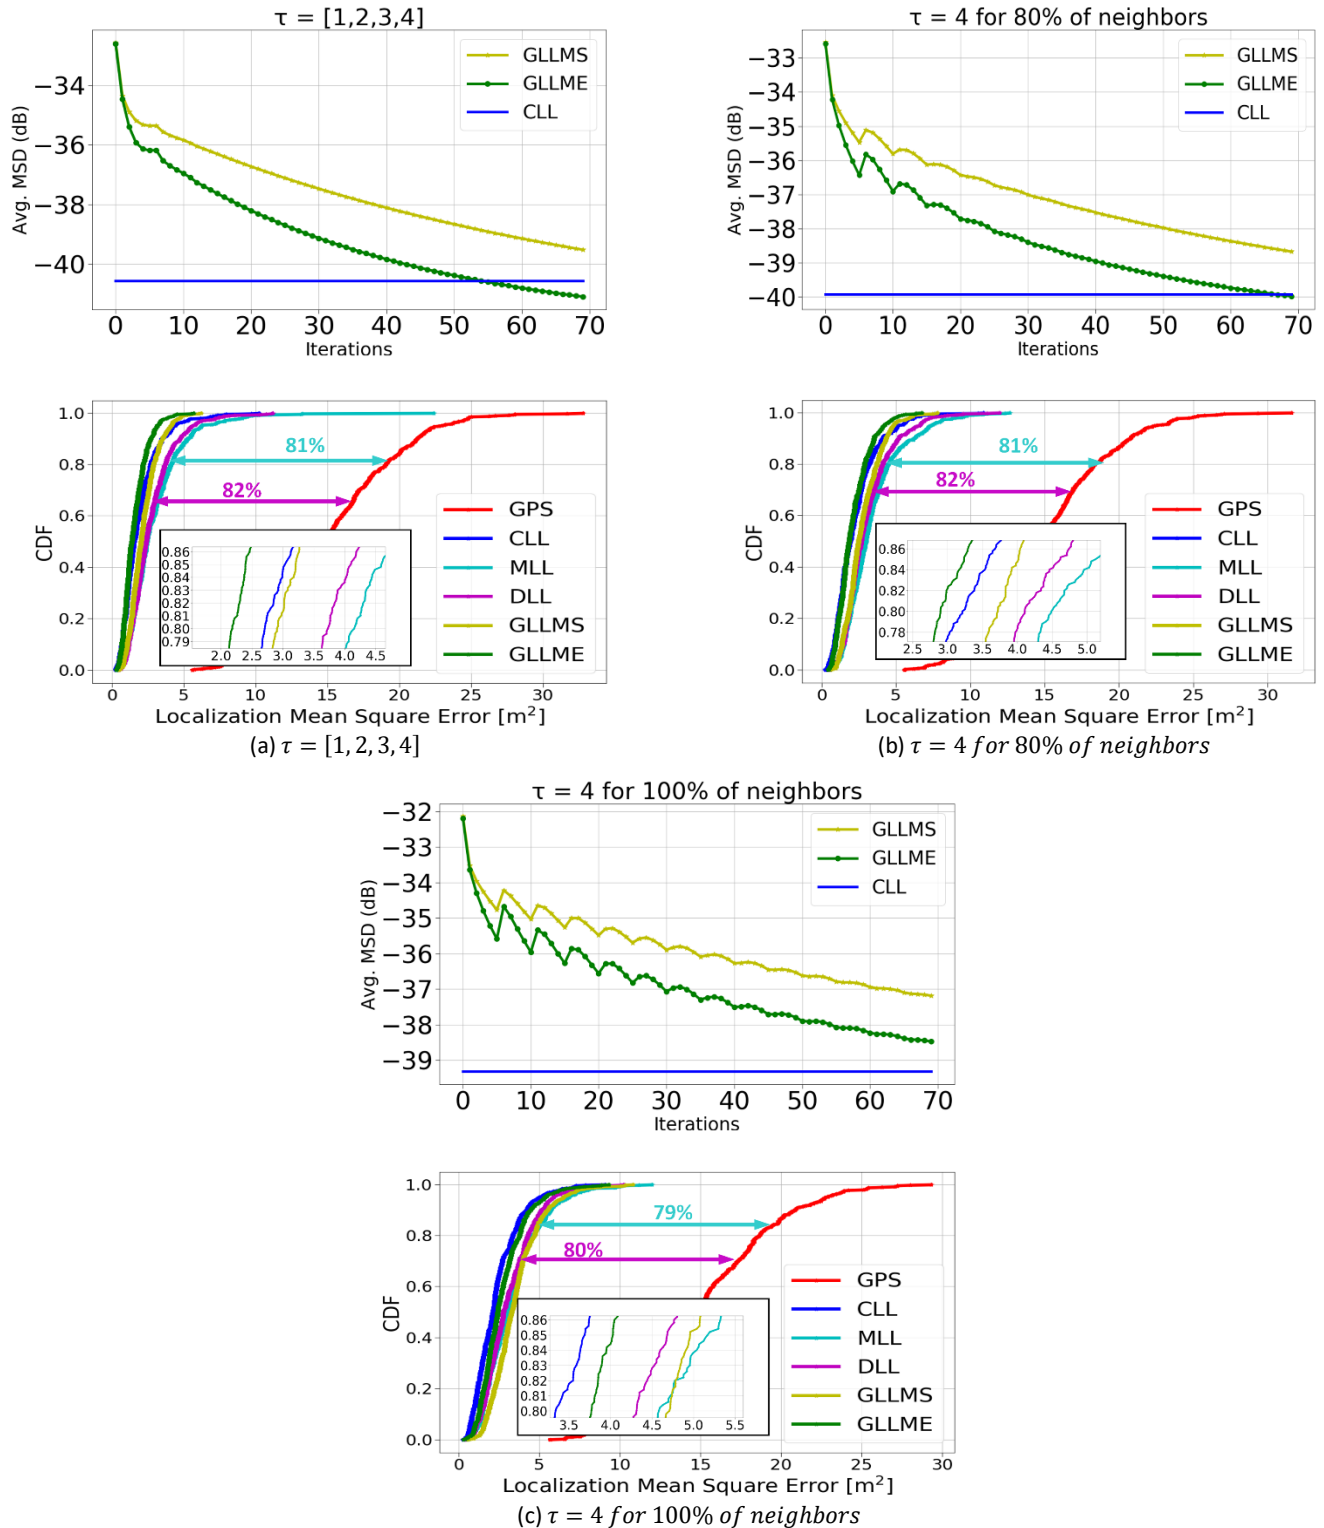 τ = [1,2,3,4]
Avg. MSD (dB)
−34
−36
−38
−40
GLLMS
GLLME
CLL
0 10 20 30 40 50 60 70
Iterations
τ = 4 for 80% of neighbors
Avg. MSD (dB)
−33
−34
−35
−36
−37
−38
−39
−40
GLLMS
GLLME
CLL
0 10 20 30 40 50 60 70
Iterations
CDF
1.0
0.8
0.6
0.4
0.2
0.0
81%
82%
GPS
CLL
MLL
DLL
GLLMS
GLLME
0.86
0.85
0.84
0.83
0.82
0.81
0.80
0.79
2.0 2.5 3.0 3.5 4.0 4.5
0 5 10 15 20 25 30
Localization Mean Square Error [m²]
(a) τ = [1, 2, 3, 4]
CDF
1.0
0.8
0.6
0.4
0.2
0.0
81%
82%
GPS
CLL
MLL
DLL
GLLMS
GLLME
0.86
0.84
0.82
0.80
0.78
2.5 3.0 3.5 4.0 4.5 5.0
0 5 10 15 20 25 30
Localization Mean Square Error [m²]
(b) τ = 4 for 80% of neighbors
τ = 4 for 100% of neighbors
Avg. MSD (dB)
−32
−33
−34
−35
−36
−37
−38
−39
GLLMS
GLLME
CLL
0 10 20 30 40 50 60 70
Iterations
CDF
1.0
0.8
0.6
0.4
0.2
0.0
79%
80%
GPS
CLL
MLL
DLL
GLLMS
GLLME
0.86
0.85
0.84
0.83
0.82
0.81
0.80
3.5 4.0 4.5 5.0 5.5
0 5 10 15 20 25 30
Localization Mean Square Error [m²]
(c) τ = 4 for 100% of neighbors